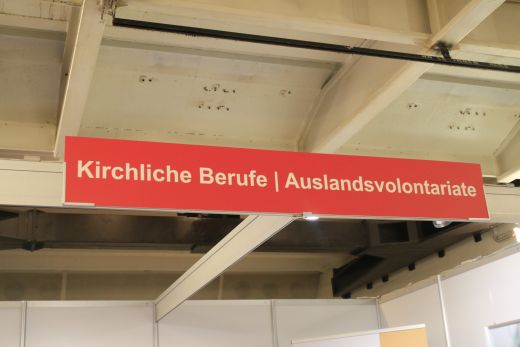 Kirchliche Berufe | Auslandsvolontariate